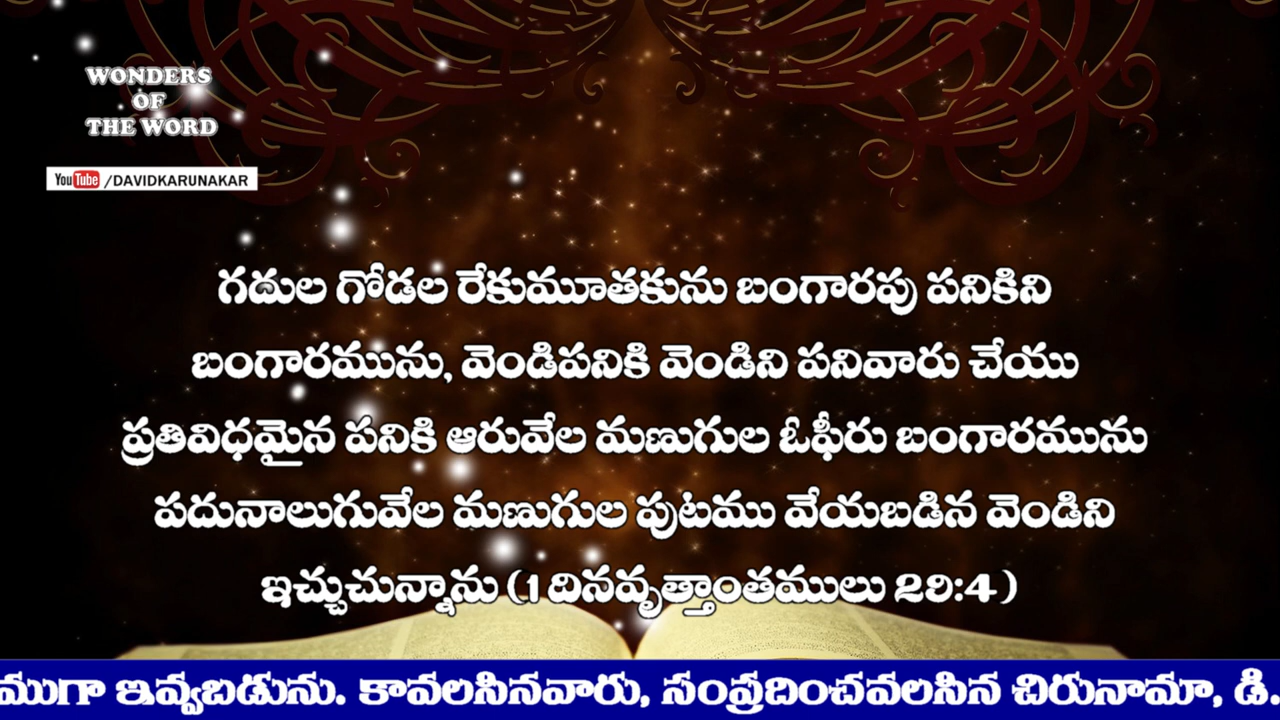 WONDERS
OF
THE WORD
YouTube /DAVIDKARUNAKAR
గదుల గోడల రేకుమూతకును బంగారపు పనికిని
బంగారమును, వెండిపనికి వెండిని పనివారు చేయు
ప్రతివిధమైన పనికి ఆరువేల మణుగుల ఓఫీరు బంగారమును
పదునాలుగువేల మణుగుల పుటము వేయబడిన వెండిని
ఇచ్చుచున్నాను (1 దినవృత్తాంతములు 29:4)
ముగా ఇవ్వబడును. కావలసినవారు, సంప్రదించవలసిన చిరునామా, డి.